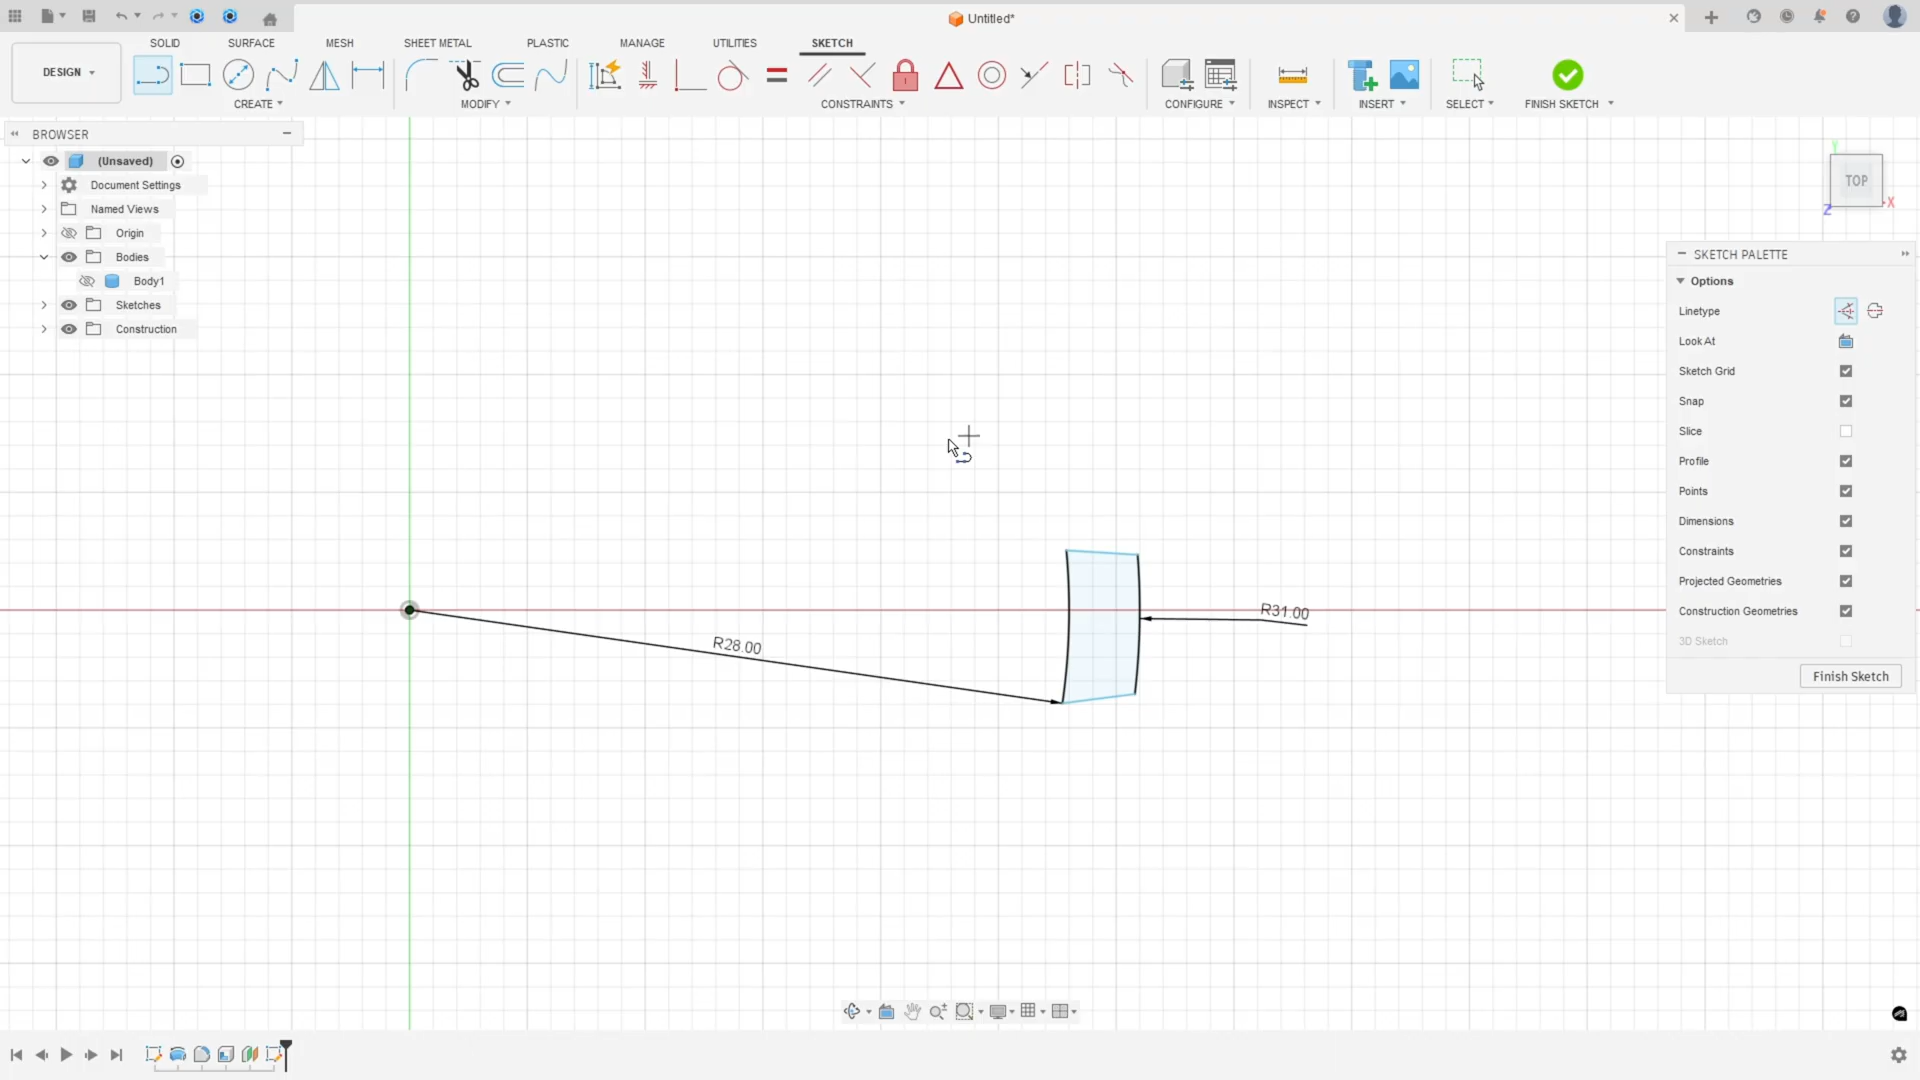 Untitled*
DESIGN
SOLID SURFACE MESH SHEET METAL PLASTIC MANAGE UTILITIES SKETCH
CREATE MODIFY CONSTRAINTS CONFIGURE INSPECT INSERT SELECT FINISH SKETCH
BROWSER
(Unsaved)
Document Settings
Named Views
Origin
Bodies
Body1
Sketches
Construction
Y
TOP
X
Z
SKETCH PALETTE
Options
Linetype
Look At
Sketch Grid
Snap
Slice
Profile
Points
Dimensions
Constraints
Projected Geometries
Construction Geometries
3D Sketch
Finish Sketch
R28.00
R31.00